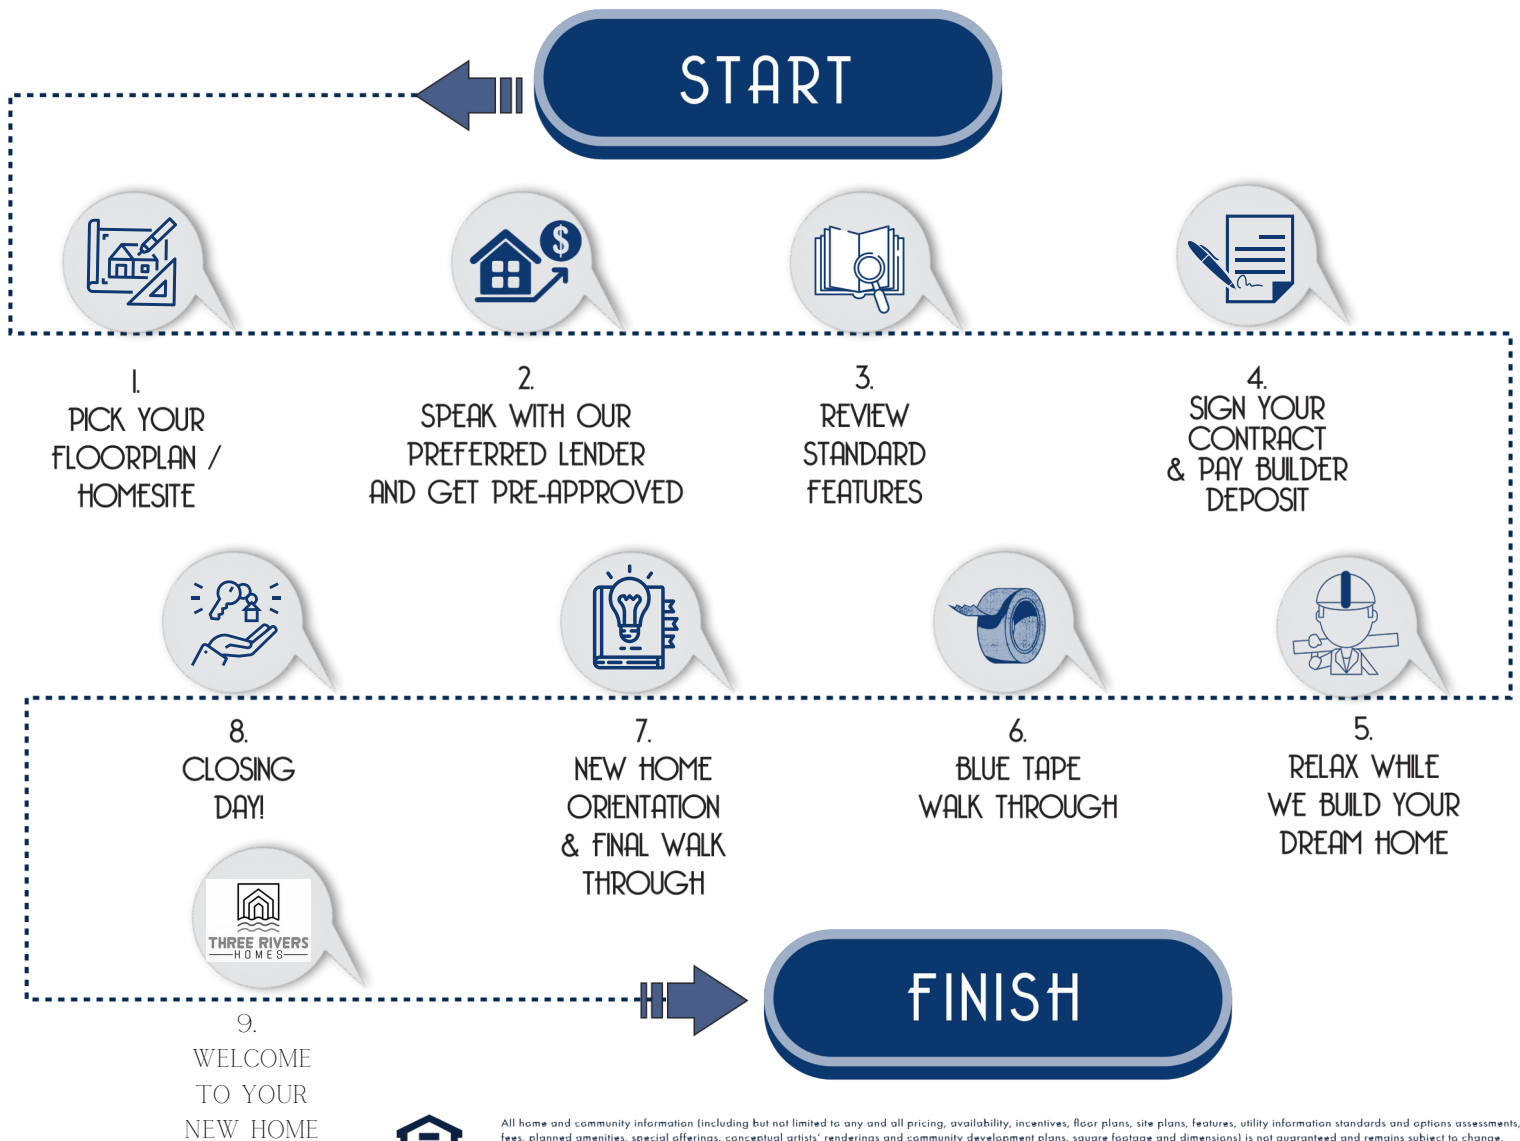 START
1.
PICK YOUR
FLOORPLAN /
HOMESITE
2.
SPEAK WITH OUR
PREFERRED LENDER
AND GET PRE-APPROVED
3.
REVIEW
STANDARD
FEATURES
4.
SIGN YOUR
CONTRACT
& PAY BUILDER
DEPOSIT
5.
RELAX WHILE
WE BUILD YOUR
DREAM HOME
6.
BLUE TAPE
WALK THROUGH
7.
NEW HOME
ORIENTATION
& FINAL WALK
THROUGH
8.
CLOSING
DAY!
THREE RIVERS
HOMES
9.
WELCOME
TO YOUR
NEW HOME
FINISH
All home and community information (including but not limited to any and all pricing, availability, incentives, floor plans, site plans, features, utility information standards and options assessments,
fees, planned amenities, special offerings, conceptual artists' renderings and community development plans, square footage and dimensions) is not guaranteed and remains subject to change.